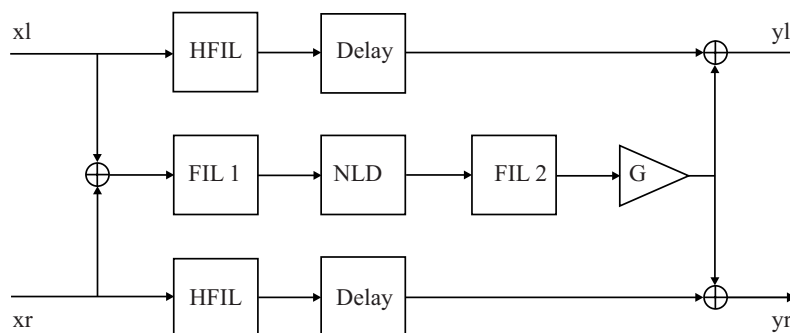 xl
yl
HFIL
Delay
FIL 1
NLD
FIL 2
G
HFIL
Delay
xr
yr